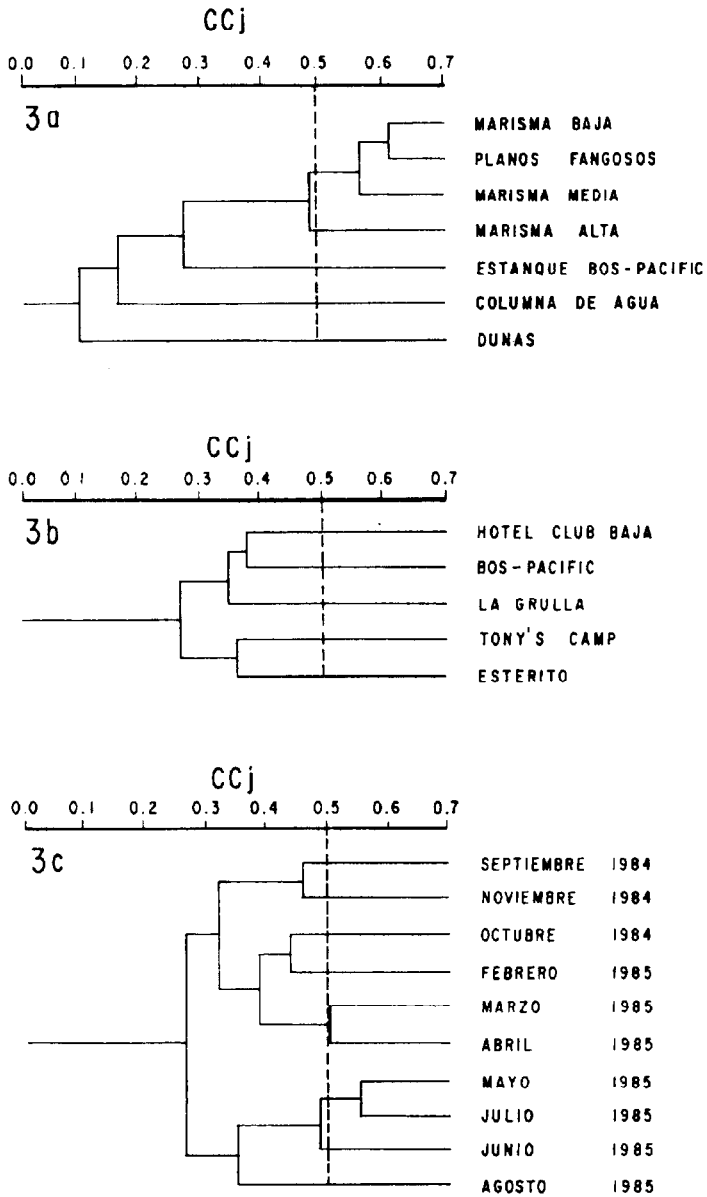 CCj
0.0 0.1 0.3 0.4 0.5 0.6 0.7
3a
MARISMA BAJA
PLANOS FANGOSOS
MARISMA MEDIA
MARISMA ALTA
ESTANQUE BOS-PACIFIC
COLUMNA DE AGUA
DUNAS
CCj
0.0 0.1 0.3 0.4 0.5 0.6 0.7
3b
HOTEL CLUB BAJA
BOS-PACIFIC
LA GRULLA
TONY'S CAMP
ESTERITO
CCj
0.0 0.1 0.2 0.3 0.4 0.5 0.6 0.7
3c
SEPTIEMBRE 1984
NOVIEMBRE 1984
OCTUBRE 1984
FEBRERO 1985
MARZO 1985
ABRIL 1985
MAYO 1985
JULIO 1985
JUNIO 1985
AGOSTO 1985